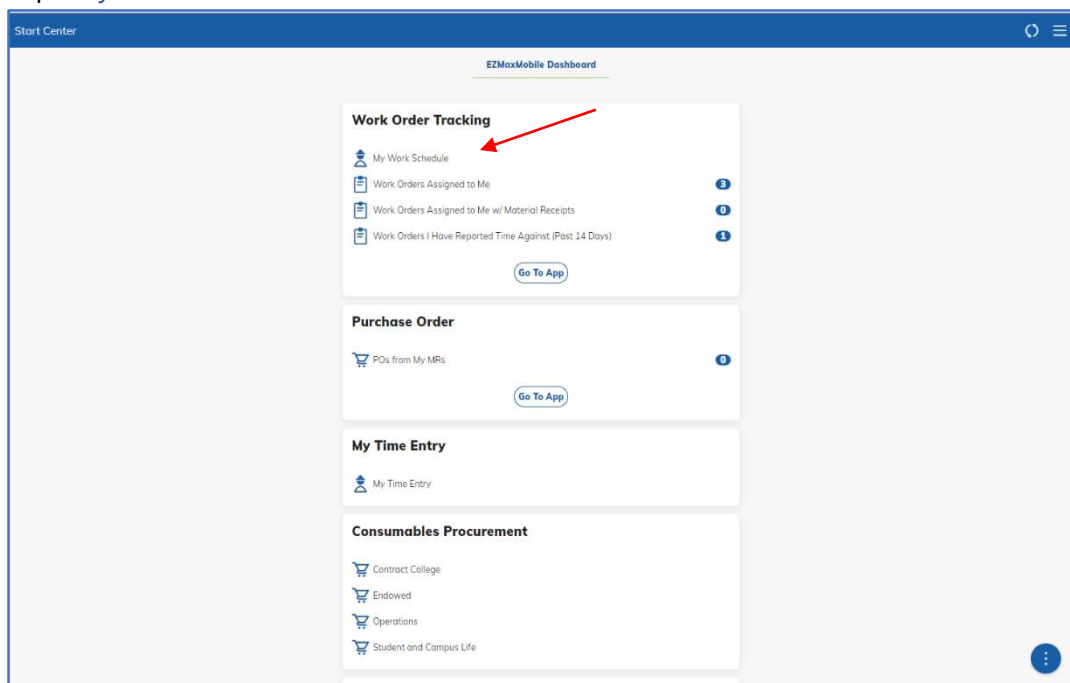 Start Center
EZMaxMobile Dashboard
Work Order Tracking
My Work Schedule
Work Orders Assigned to Me 3
Work Orders Assigned to Me w/ Material Receipts 0
Work Orders I Have Reported Time Against (Past 14 Days) 1
Go To App
Purchase Order
POs from My MRs 0
Go To App
My Time Entry
My Time Entry
Consumables Procurement
Contract College
Endowed
Operations
Student and Campus Life